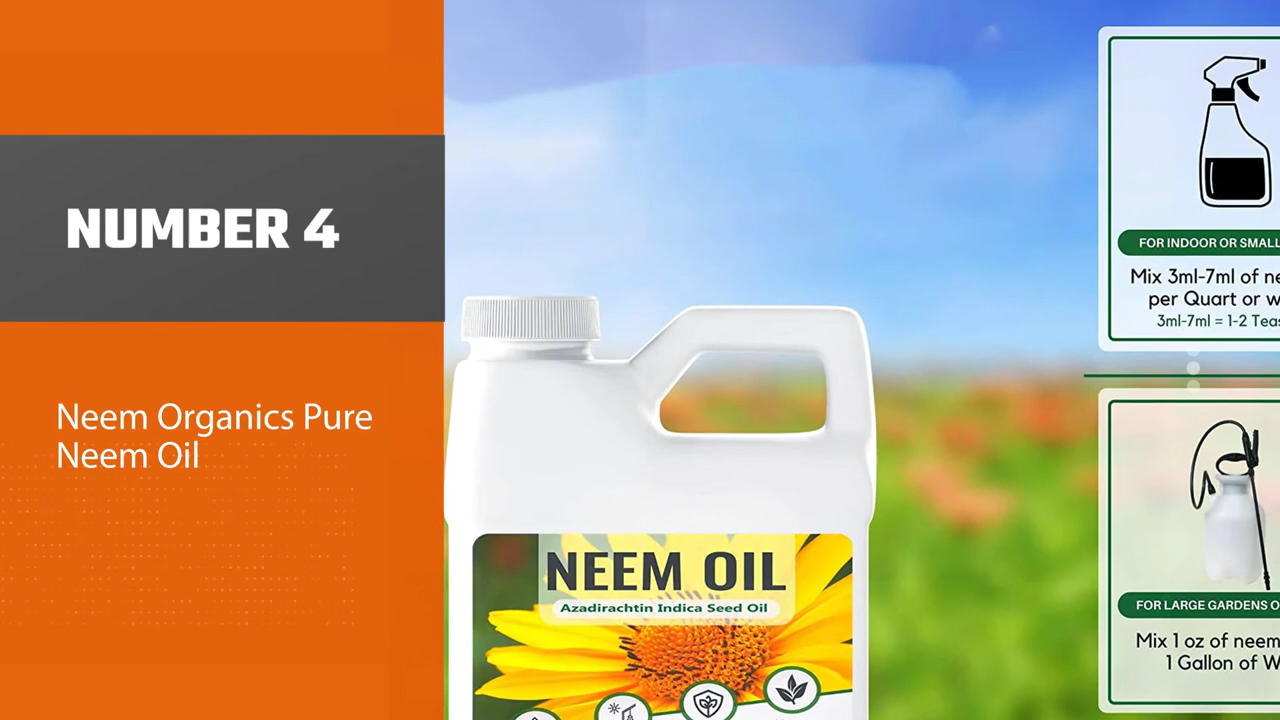 NUMBER 4
Neem Organics Pure
Neem Oil
NEEM OIL
Azadirachtin Indica Seed Oil
FOR INDOOR OR SMALL
Mix 3ml-7ml of
per Quart or
3ml-7ml = 1-2
FOR LARGE GARDENS
Mix 1 oz of neem
1 Gallon of